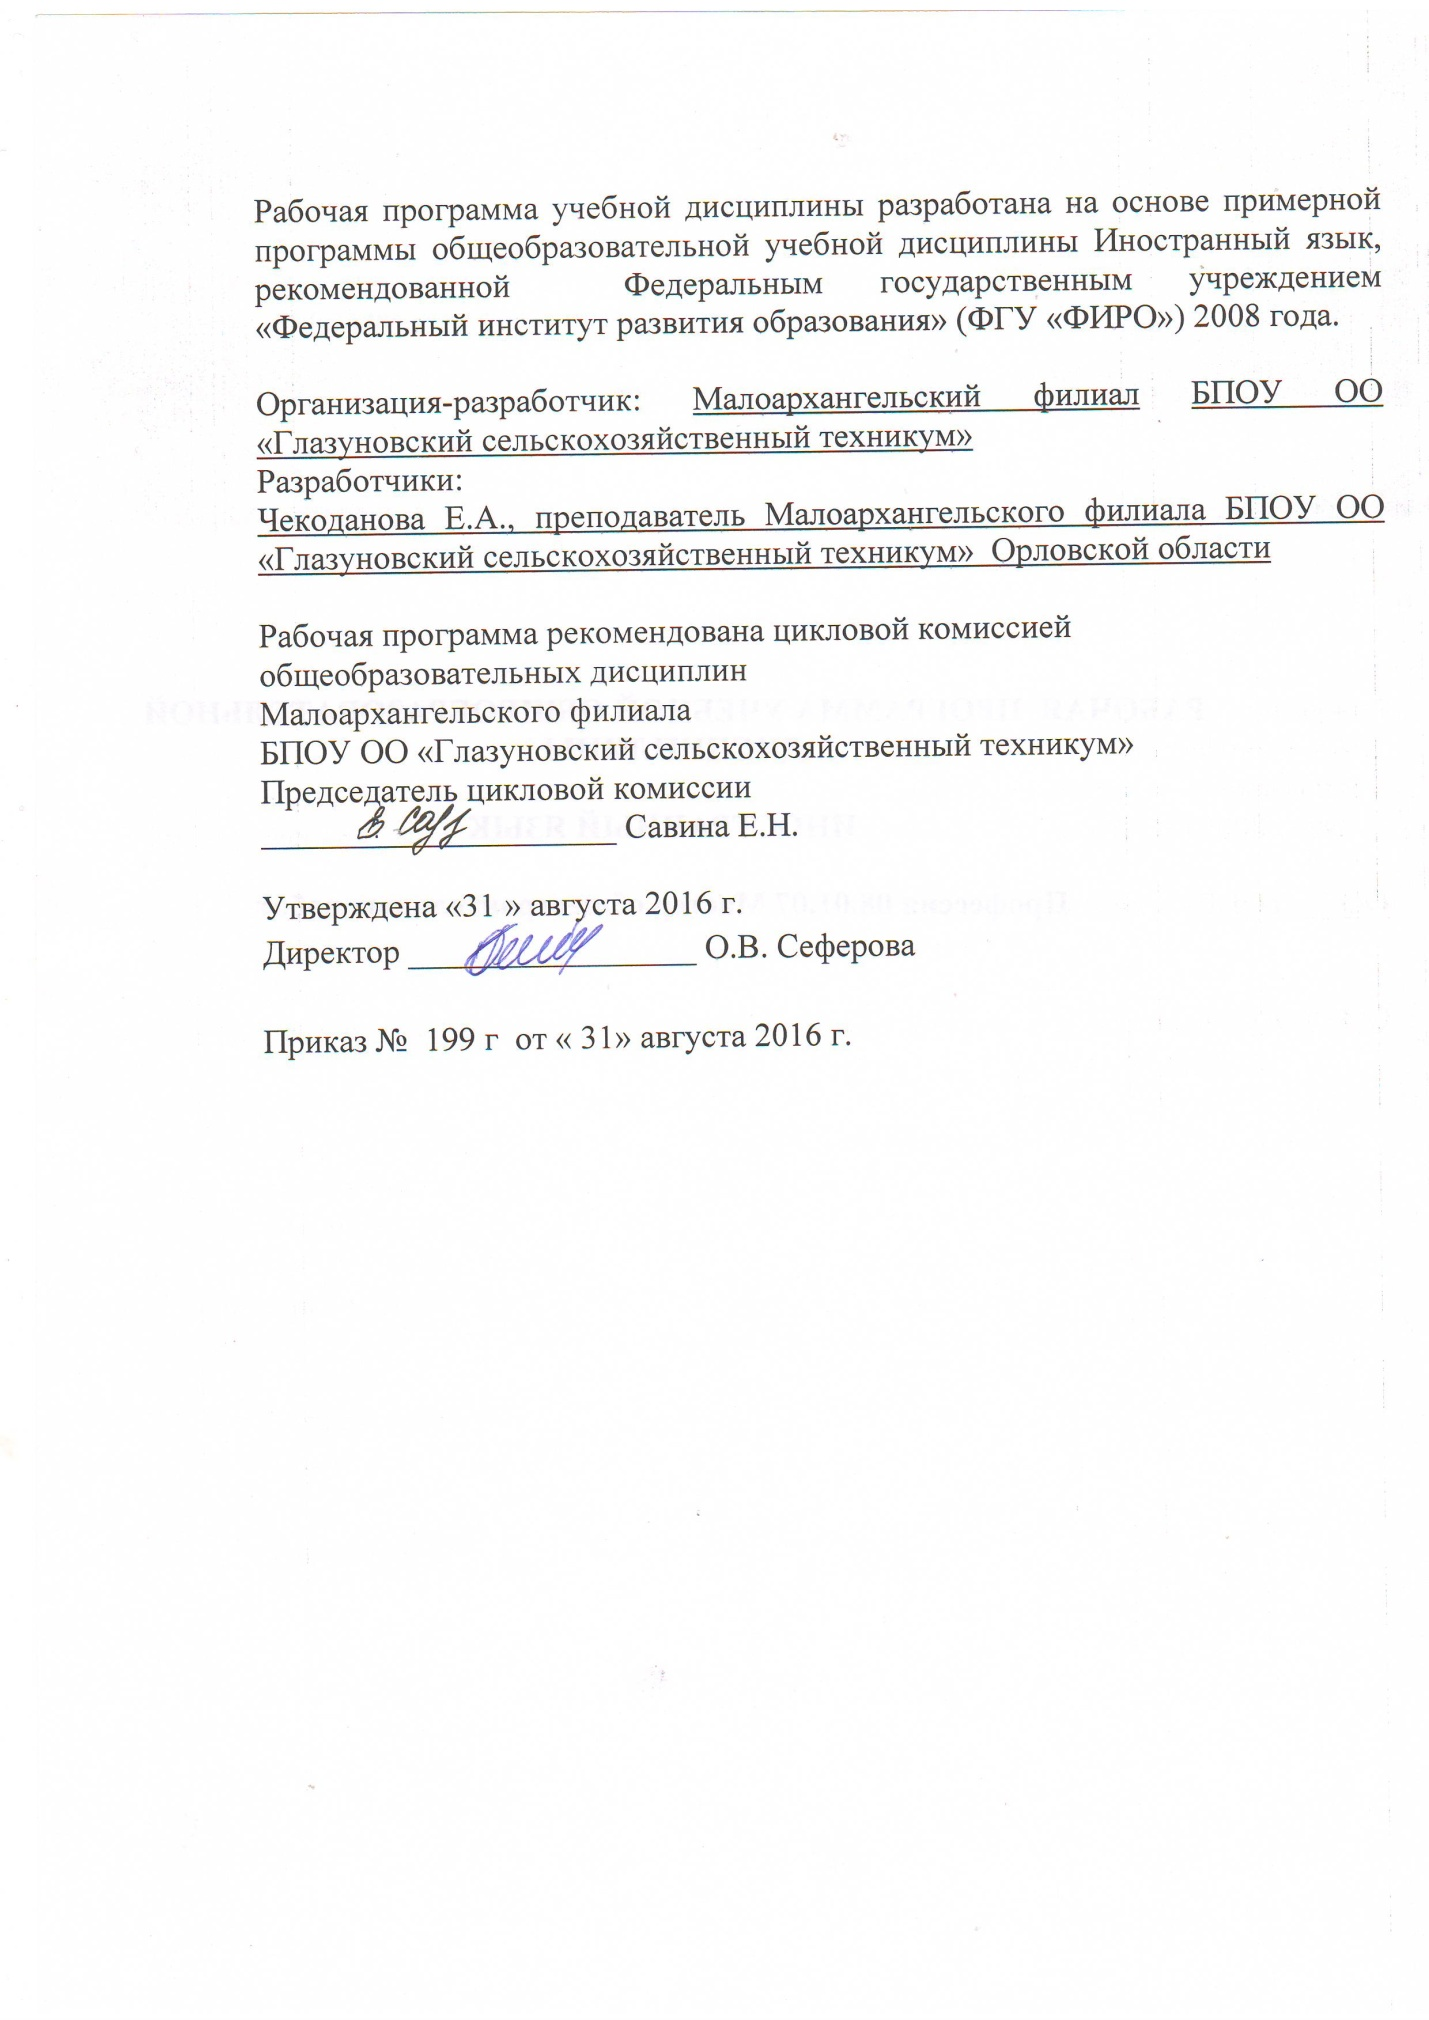 Рабочая программа учебной дисциплины разработана на основе примерной
программы общеобразовательной учебной дисциплины Иностранный язык,
рекомендованной Федеральным государственным учреждением
«Федеральный институт развития образования» (ФГУ «ФИРО») 2008 года.
Организация-разработчик: Малоархангельский филиал БПОУ ОО
«Глазуновский сельскохозяйственный техникум»
Разработчики:
Чекоданова Е.А., преподаватель Малоархангельского филиала БПОУ ОО
«Глазуновский сельскохозяйственный техникум» Орловской области
Рабочая программа рекомендована цикловой комиссией
общеобразовательных дисциплин
Малоархангельского филиала
БПОУ ОО «Глазуновский сельскохозяйственный техникум»
Председатель цикловой комиссии
Савина Е.Н.
Утверждена «31 » августа 2016 г.
Директор О.В. Сеферова
Приказ № 199 г от « 31» августа 2016 г.